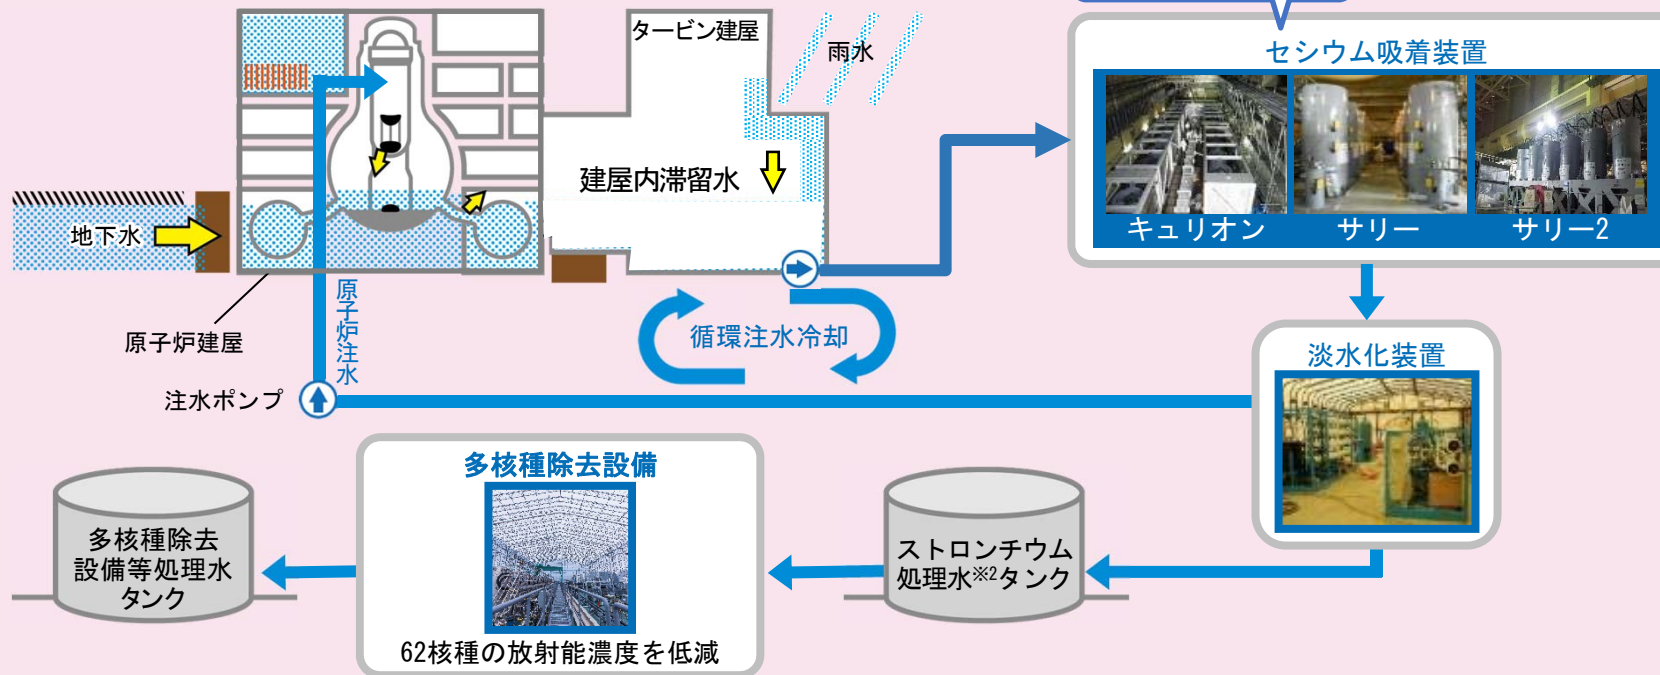 タービン建屋
雨水
セシウム吸着装置
キュリオン
サリー
サリー2
建屋内滞留水
地下水
原子炉建屋
原子炉注水
循環注水冷却
注水ポンプ
淡水化装置
多核種除去設備
62核種の放射能濃度を低減
ストロンチウム
処理水※2タンク
多核種除去
設備等処理水
タンク